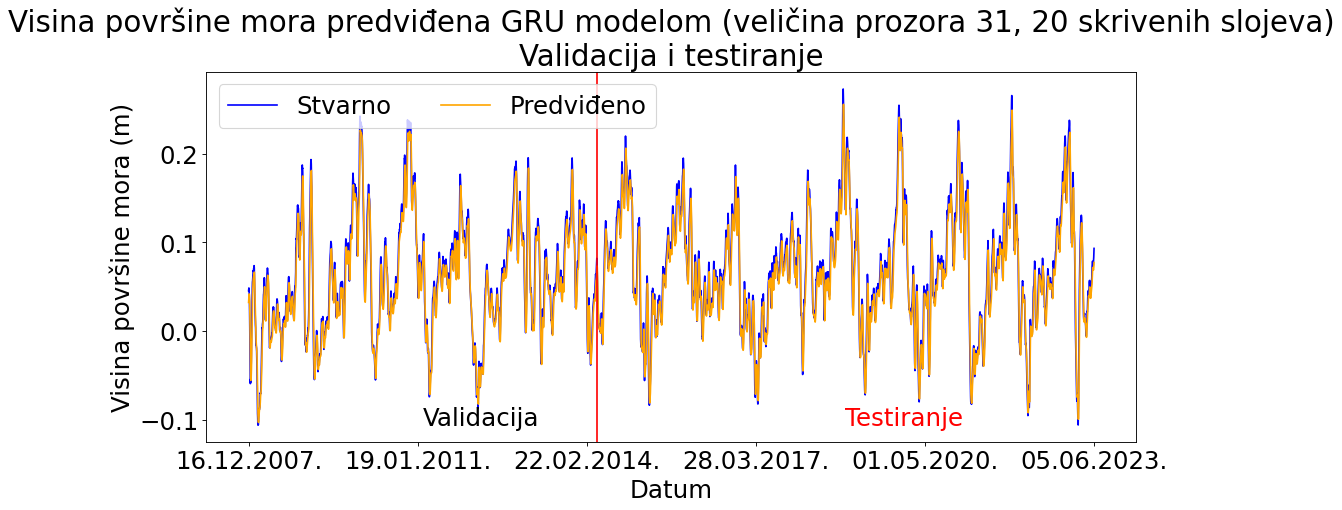 Visina površine mora predviđena GRU modelom (veličina prozora 31, 20 skrivenih slojeva)
Validacija i testiranje
Stvarno
Predviđeno
Visina površine mora (m)
0.2
0.1
0.0
−0.1
Validacija
Testiranje
16.12.2007.
19.01.2011.
22.02.2014.
28.03.2017.
01.05.2020.
05.06.2023.
Datum